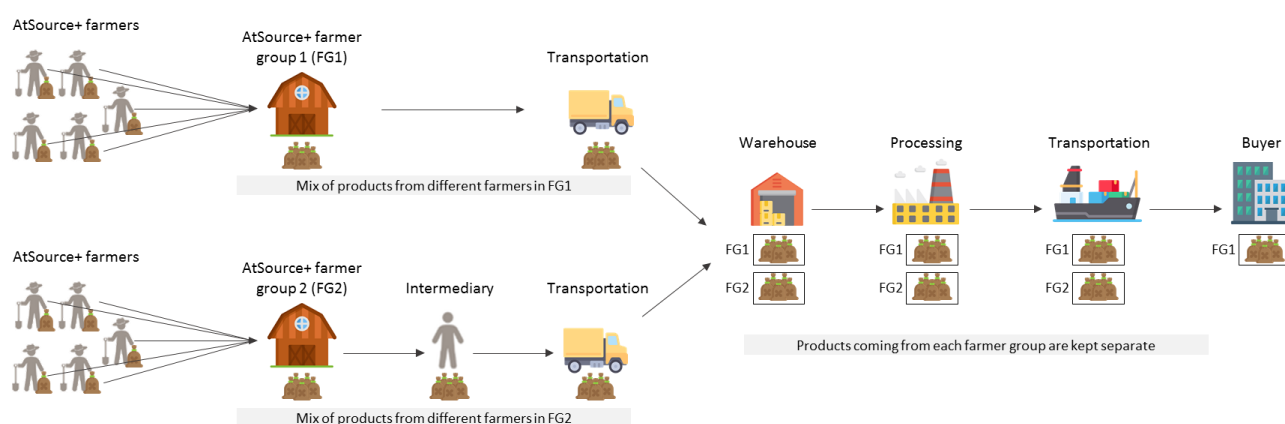 AtSource+ farmers
AtSource+ farmer
group 1 (FG1)
Transportation
Mix of products from different farmers in FG1
AtSource+ farmers
AtSource+ farmer
group 2 (FG2)
Intermediary
Transportation
Mix of products from different farmers in FG2
Warehouse
Processing
Transportation
Buyer
FG1
FG1
FG1
FG1
FG2
FG2
FG2
Products coming from each farmer group are kept separate